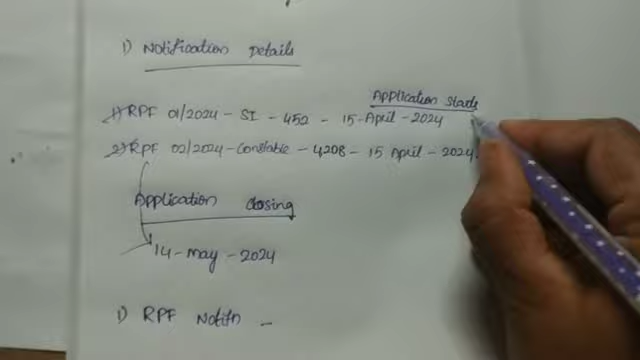 1) Notification Details
Application Starts
1) RPF 01/2024 - SI - 452 - 15-April-2024
2) RPF 02/2024 - Constable - 4208 - 15 April - 2024.
Application closing
14-May-2024
1) RPF Notifn -